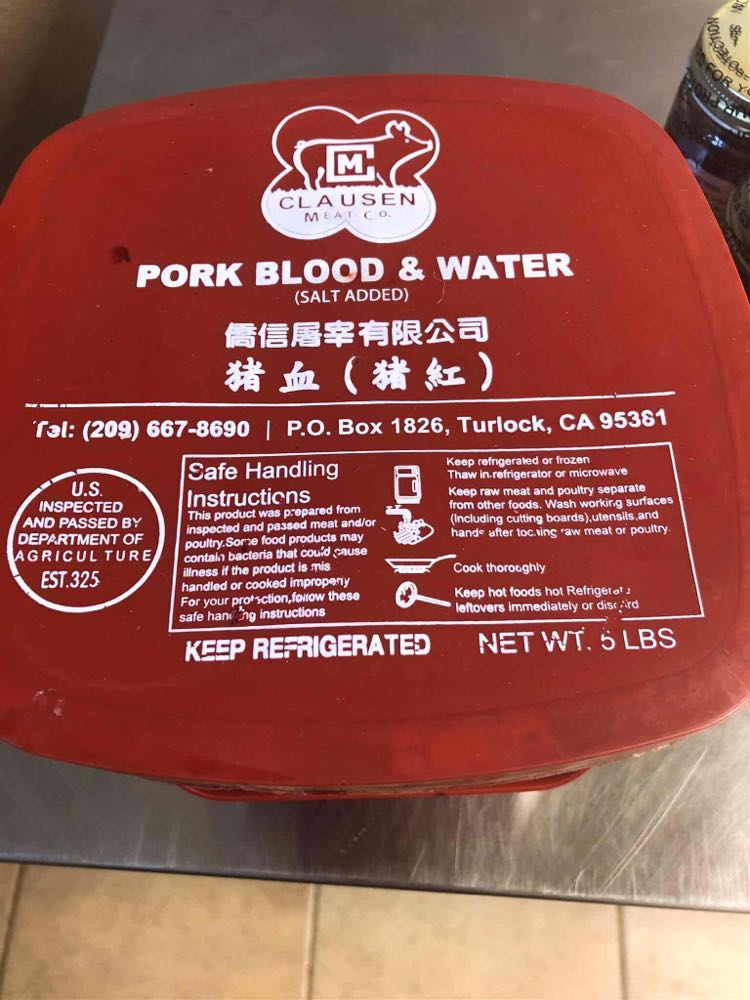 CM
CLAUSEN
MEAT CO.
PORK BLOOD & WATER
(SALT ADDED)
僑信屠宰有限公司
猪血(猪紅)
Tel: (209) 667-8690 | P.O. Box 1826, Turlock, CA 95381
U.S.
INSPECTED
AND PASSED BY
DEPARTMENT OF
AGRICULTURE
EST.325
Safe Handling
Instructions
This product was prepared from
inspected and passed meat and/or
poultry.Some food products may
contain bacteria that could cause
illness if the product is mis
handled or cooked improperly
For your protection,follow these
safe handling instructions
Keep refrigerated or frozen
Thaw in.refrigerator or microwave
Keep raw meat and poultry separate
from other foods. Wash working surfaces
(Including cutting boards),utensils,and
hands after tocing raw meat or poultry.
Cook thoroughly
Keep hot foods hot Refrigerate
leftovers immediately or discard
KEEP REFRIGERATED
NET WT. 5 LBS
FOR